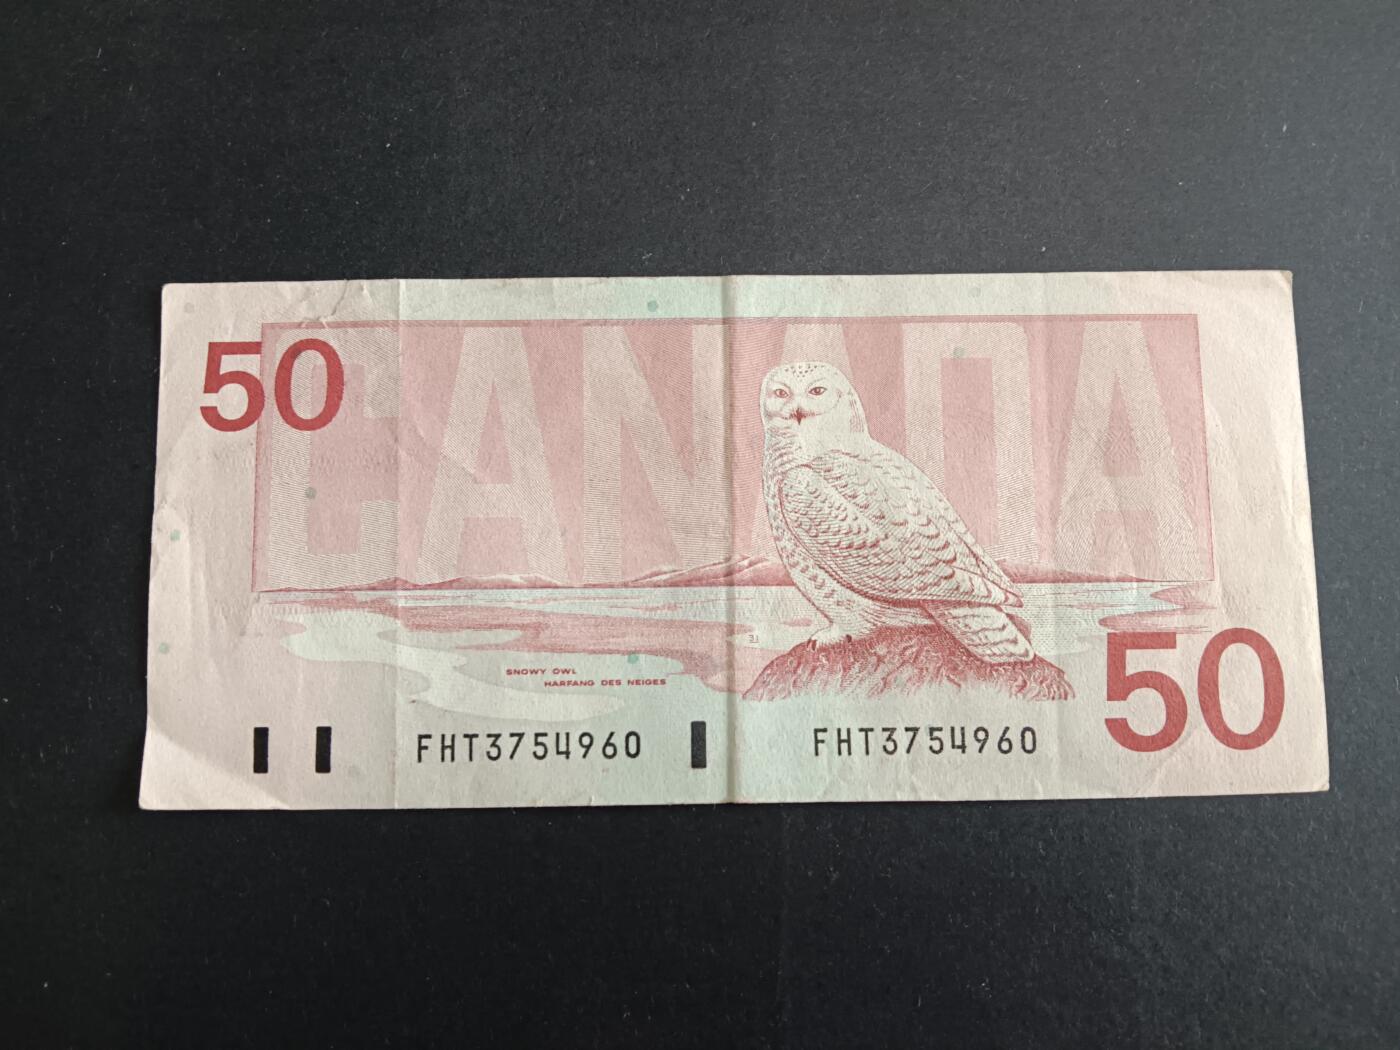 50
CANADA
SNOWY OWL
HARFANG DES NEIGES
FHT3754960
FHT3754960
50